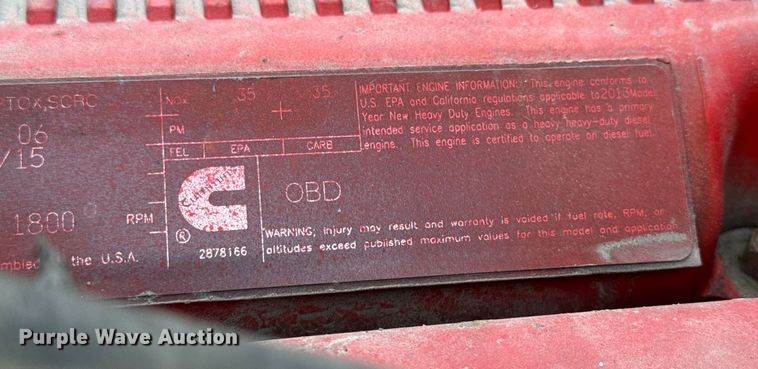 PTOX,SCRC
NOx .35 .35
06
PM
/15
FEL EPA CARB
IMPORTANT ENGINE INFORMATION: This engine conforms to
U.S. EPA and California regulations applicable to 2013 Model
Year New Heavy Duty Engines. This engine has a primary
intended service application as a heavy heavy-duty diesel
engine. This engine is certified to operate on diesel fuel.
OBD
1800 RPM
®
2878166
WARNING; Injury may result and warranty is voided if fuel rate, RPM, or
altitudes exceed published maximum values for this model and application
mbled the U.S.A.
Purple Wave Auction